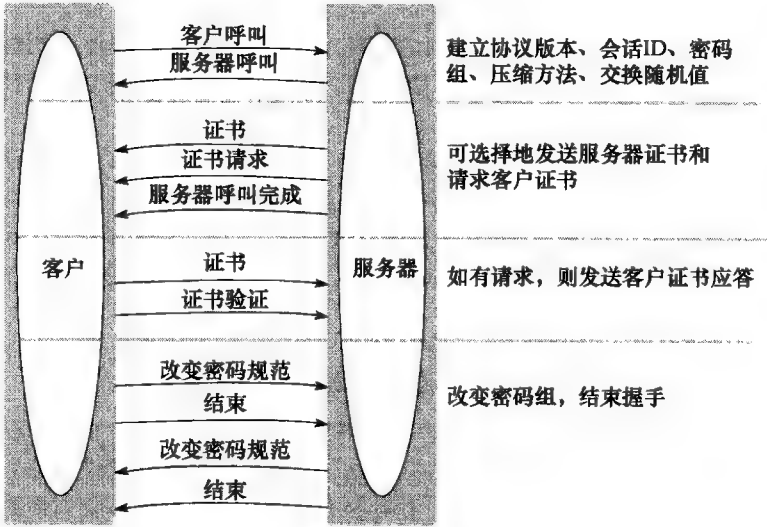 客户呼叫
服务器呼叫
建立协议版本、会话ID、密码
组、压缩方法、交换随机值
证书
证书请求
服务器呼叫完成
可选择地发送服务器证书和
请求客户证书
客户
服务器
证书
证书验证
如有请求，则发送客户证书应答
改变密码规范
结束
改变密码规范
结束
改变密码组，结束握手